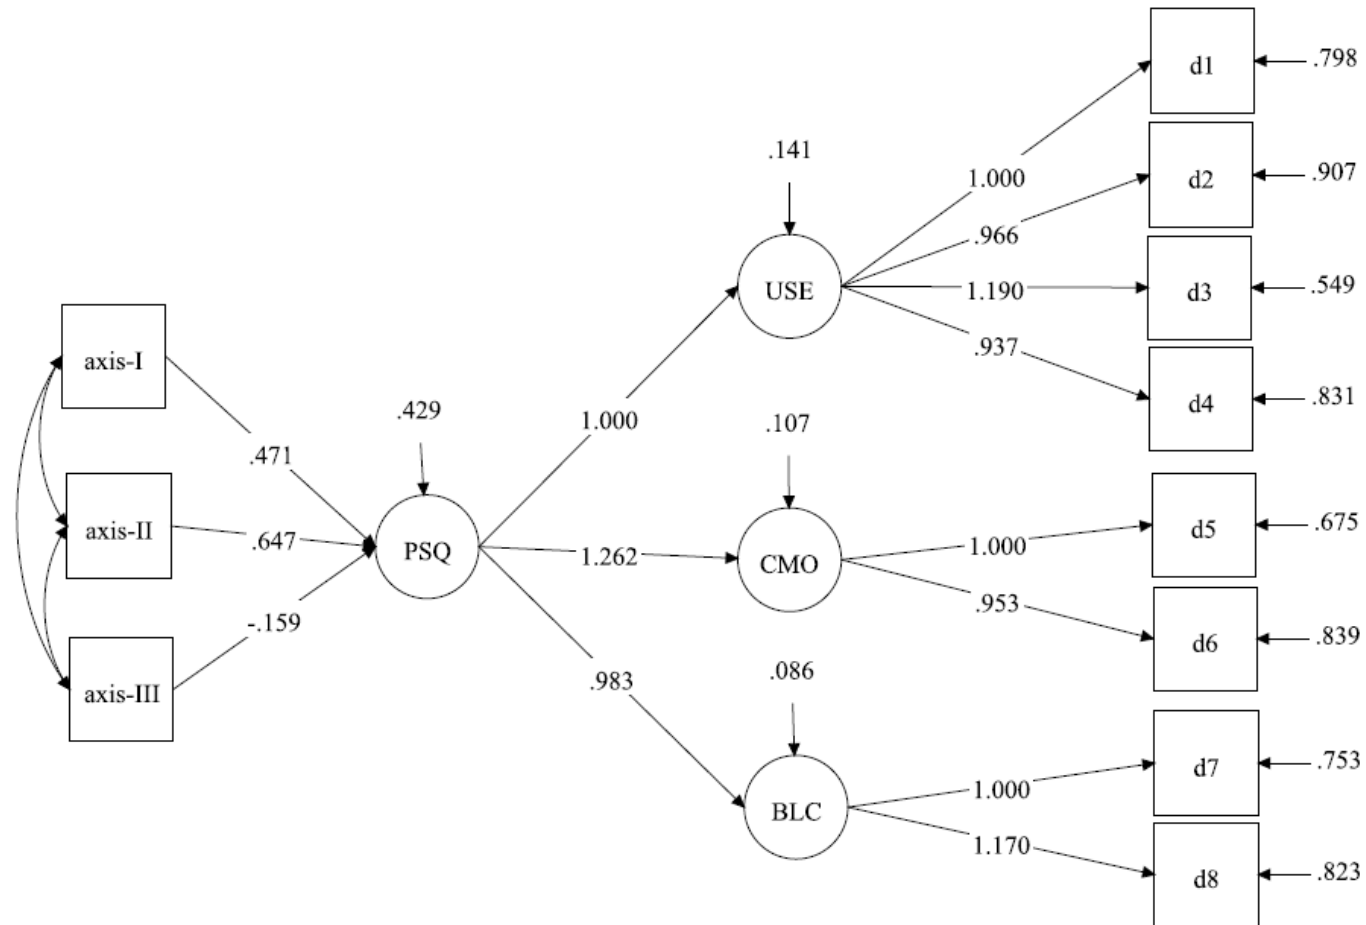 d1
.798
.141
1.000
d2
.907
.966
USE
1.190
d3
.549
axis-I
.937
d4
.831
.429
1.000
.107
.471
axis-II
.647
PSQ
1.262
CMO
1.000
d5
.675
.953
d6
.839
-.159
axis-III
.983
.086
BLC
1.000
d7
.753
1.170
d8
.823